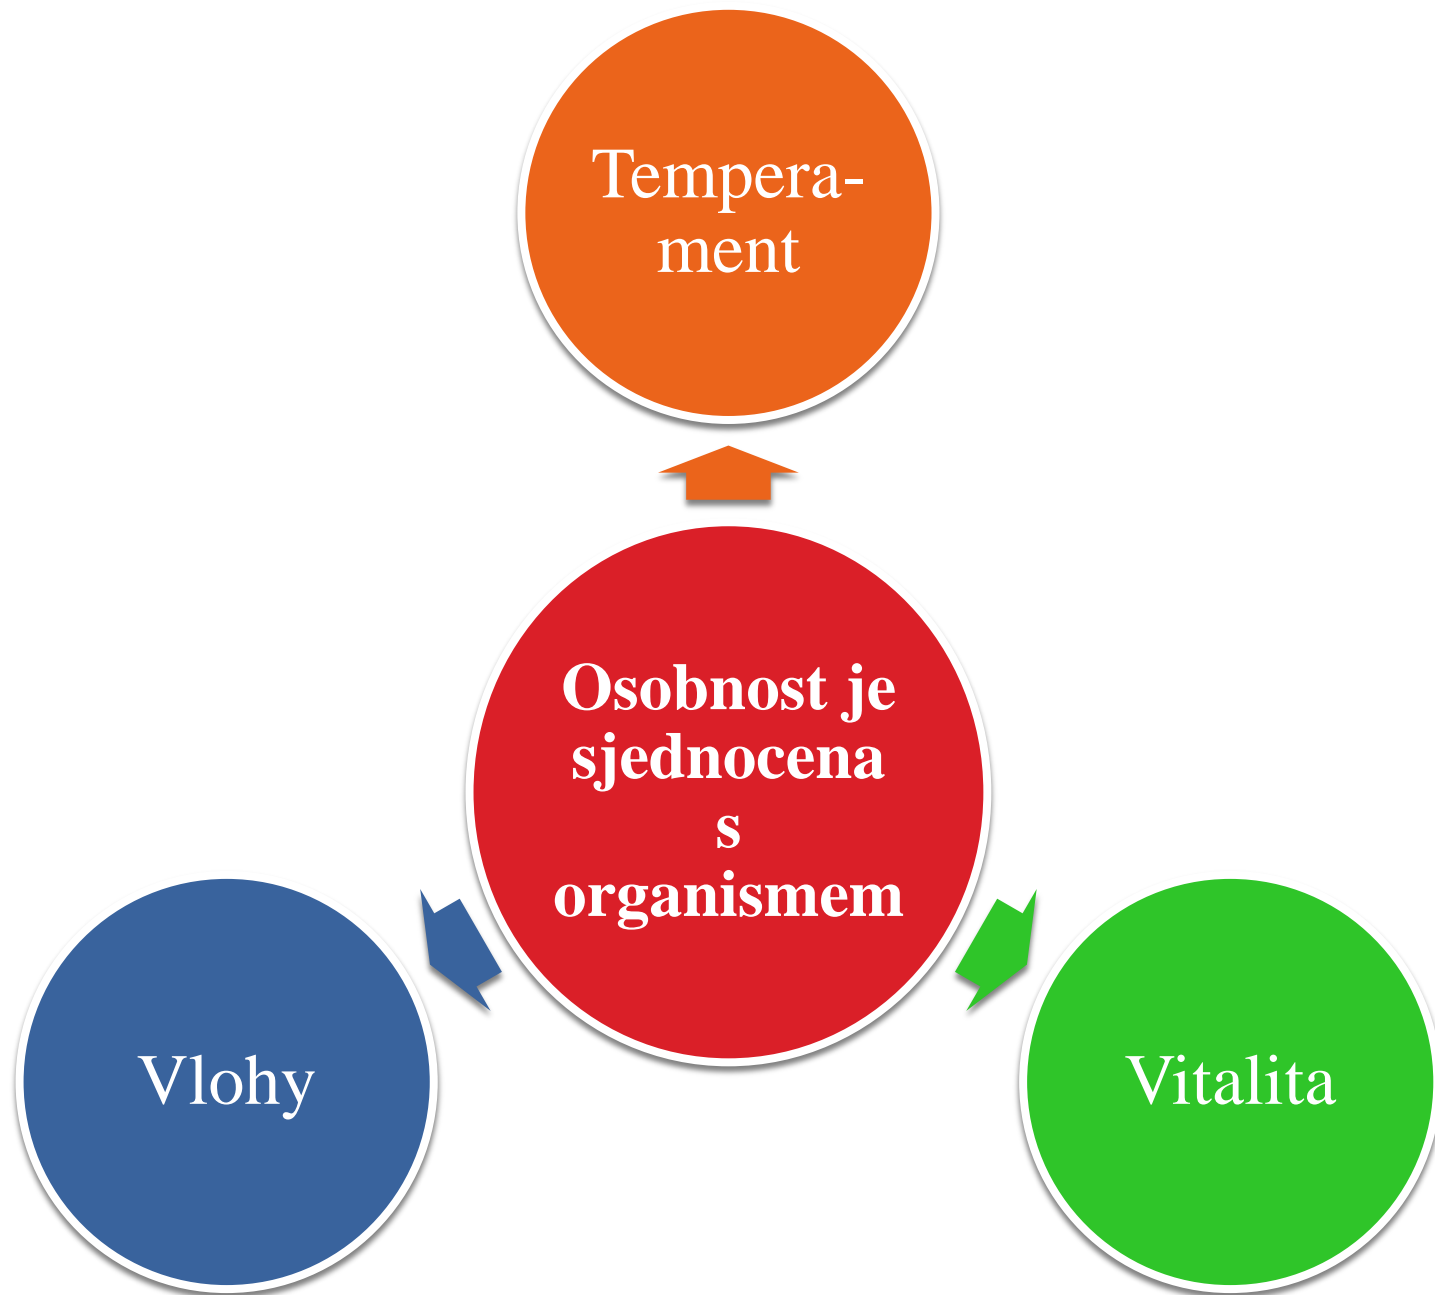 Tempera-
ment
Osobnost je
sjednocena
s
organismem
Vlohy
Vitalita